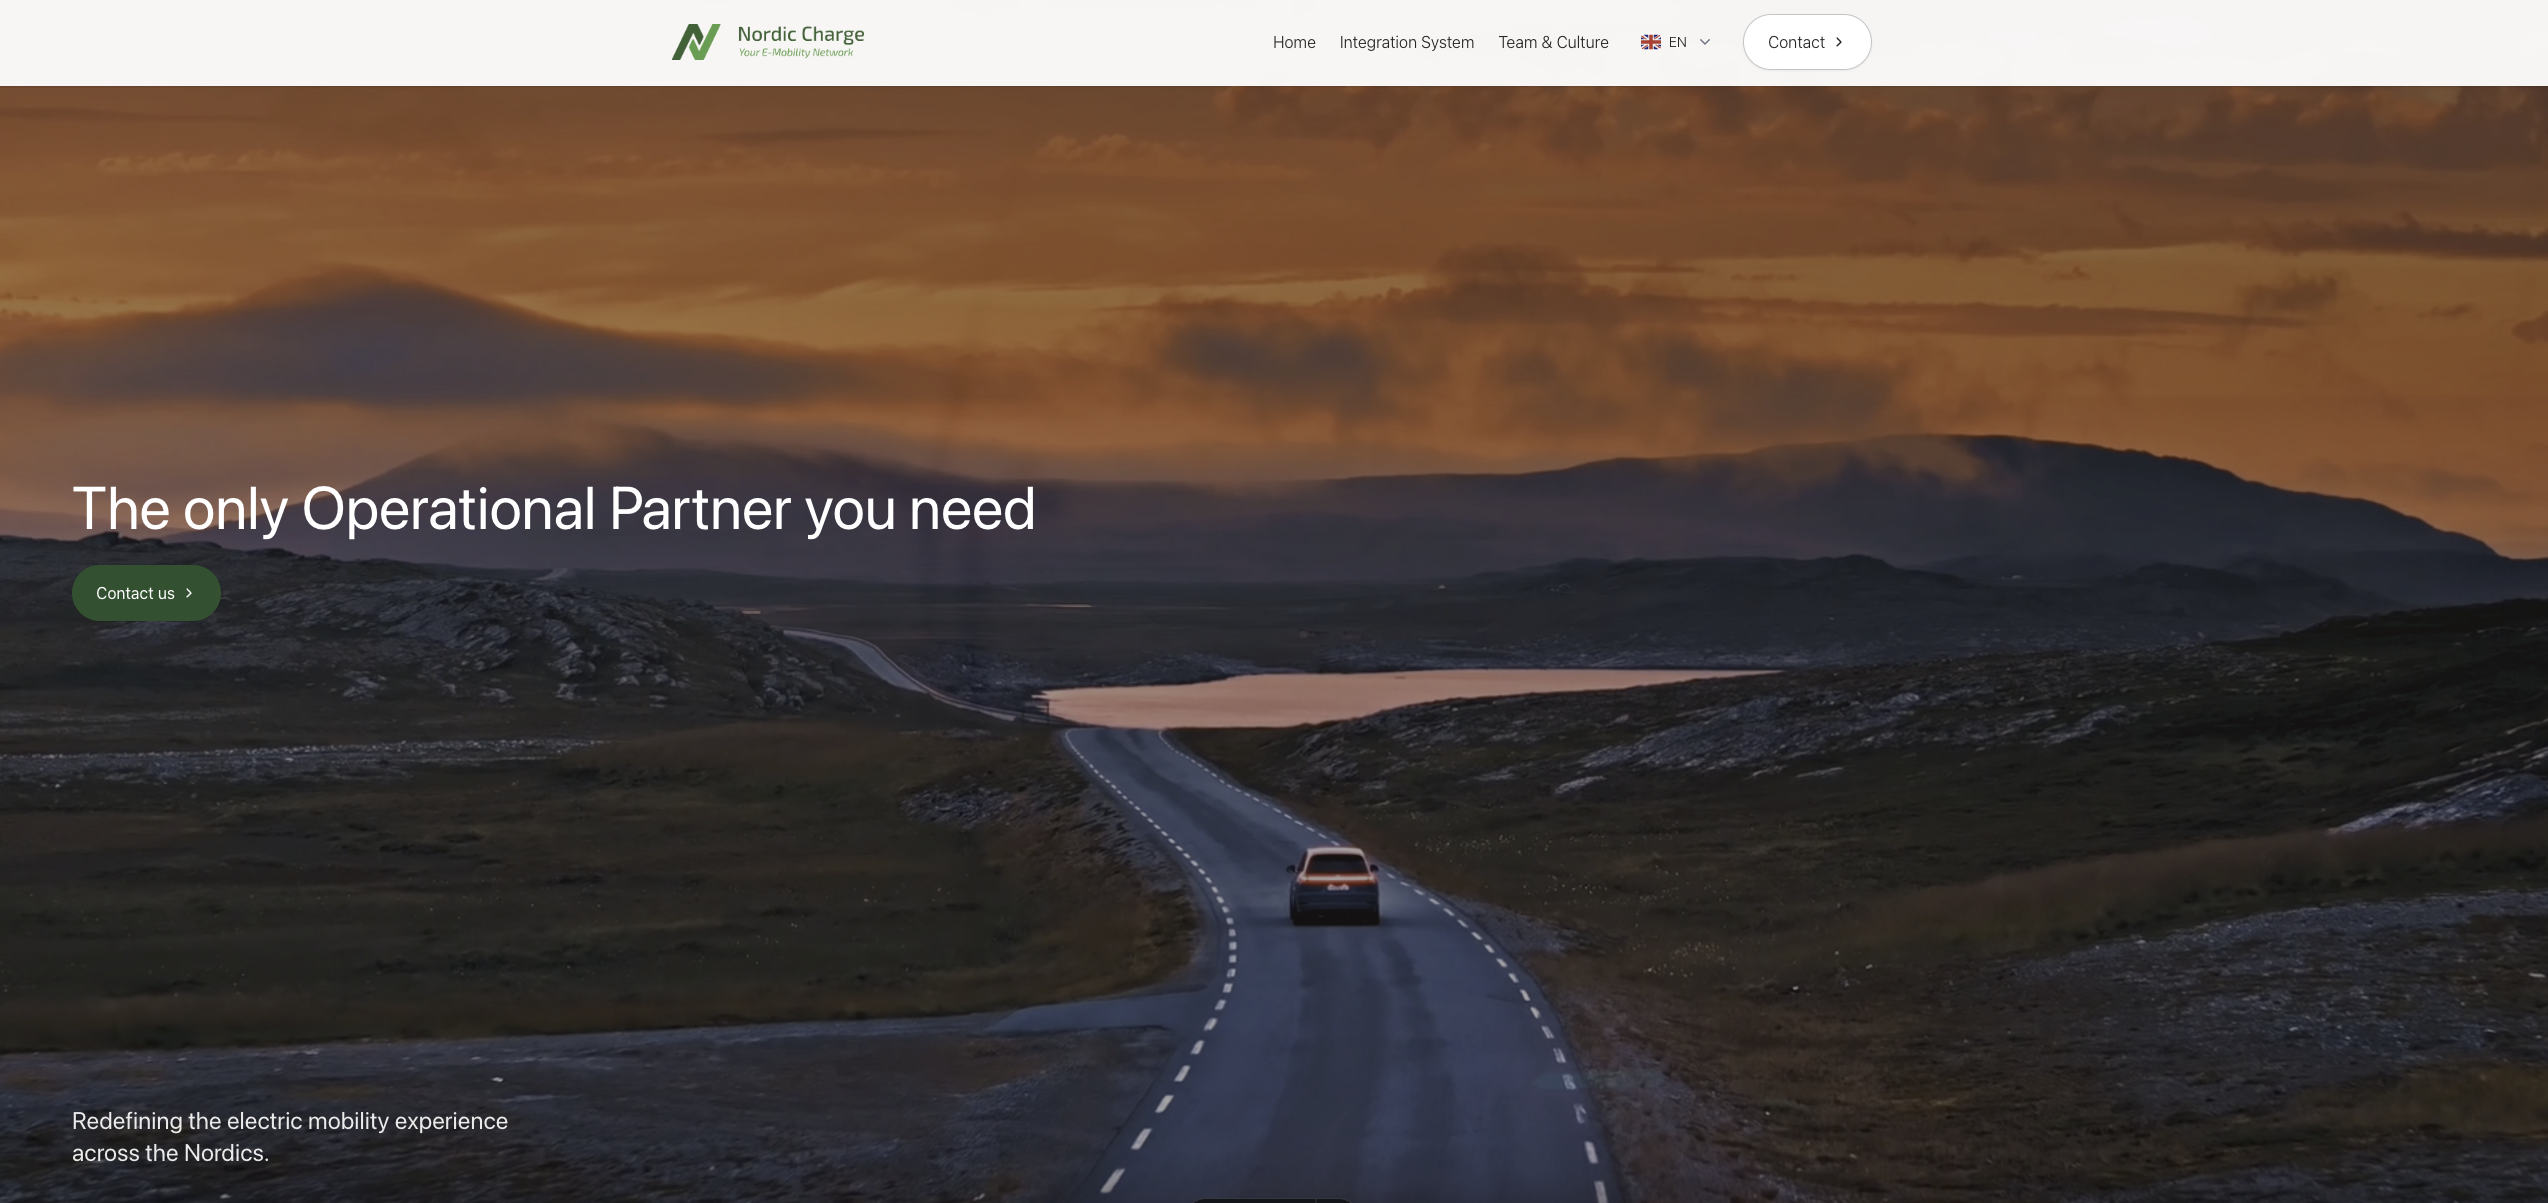 Nordic Charge
Your E-Mobility Network
Home
Integration System
Team & Culture
EN
Contact
The only Operational Partner you need
Contact us
Redefining the electric mobility experience
across the Nordics.